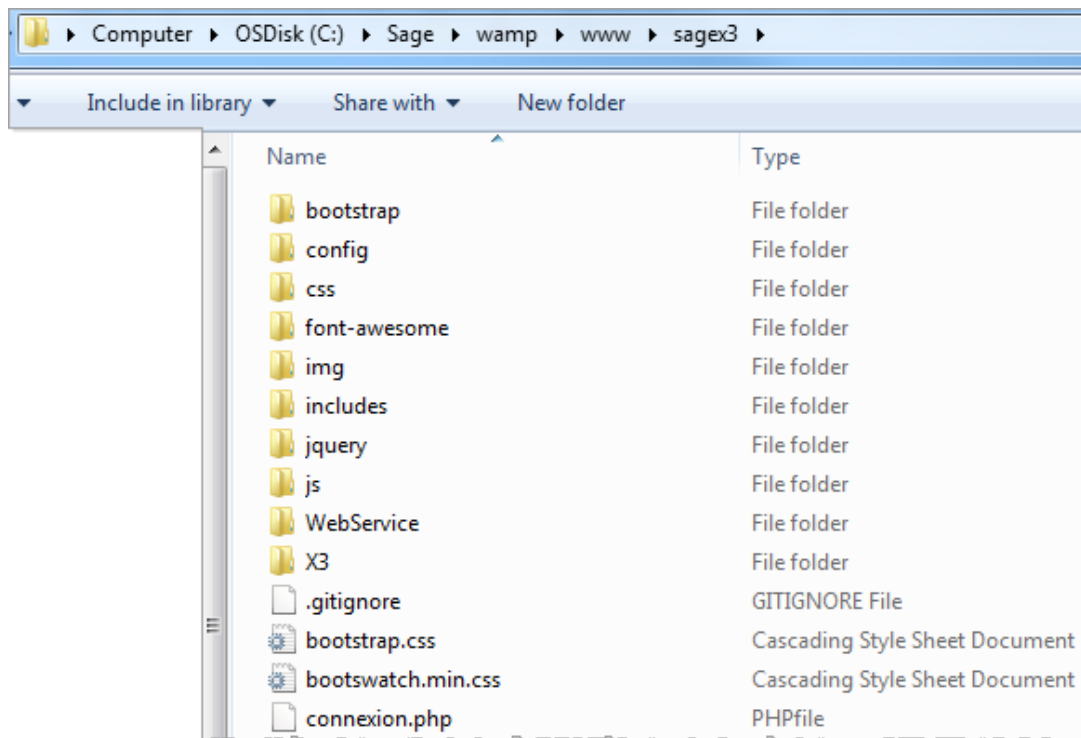 Computer OSDisk (C:) Sage wamp www sagex3
Include in library Share with New folder
Name Type
bootstrap File folder
config File folder
css File folder
font-awesome File folder
img File folder
includes File folder
jquery File folder
js File folder
WebService File folder
X3 File folder
.gitignore GITIGNORE File
bootstrap.css Cascading Style Sheet Document
bootswatch.min.css Cascading Style Sheet Document
connexion.php PHPfile